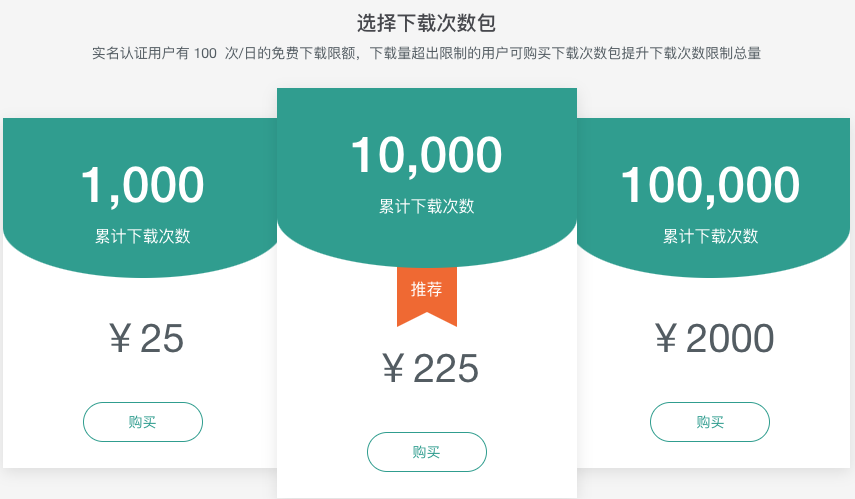 选择下载次数包
实名认证用户有 100 次/日的免费下载限额，下载量超出限制的用户可购买下载次数包提升下载次数限制总量
1,000
累计下载次数
¥ 25
购买
10,000
累计下载次数
推荐
¥ 225
购买
100,000
累计下载次数
¥ 2000
购买